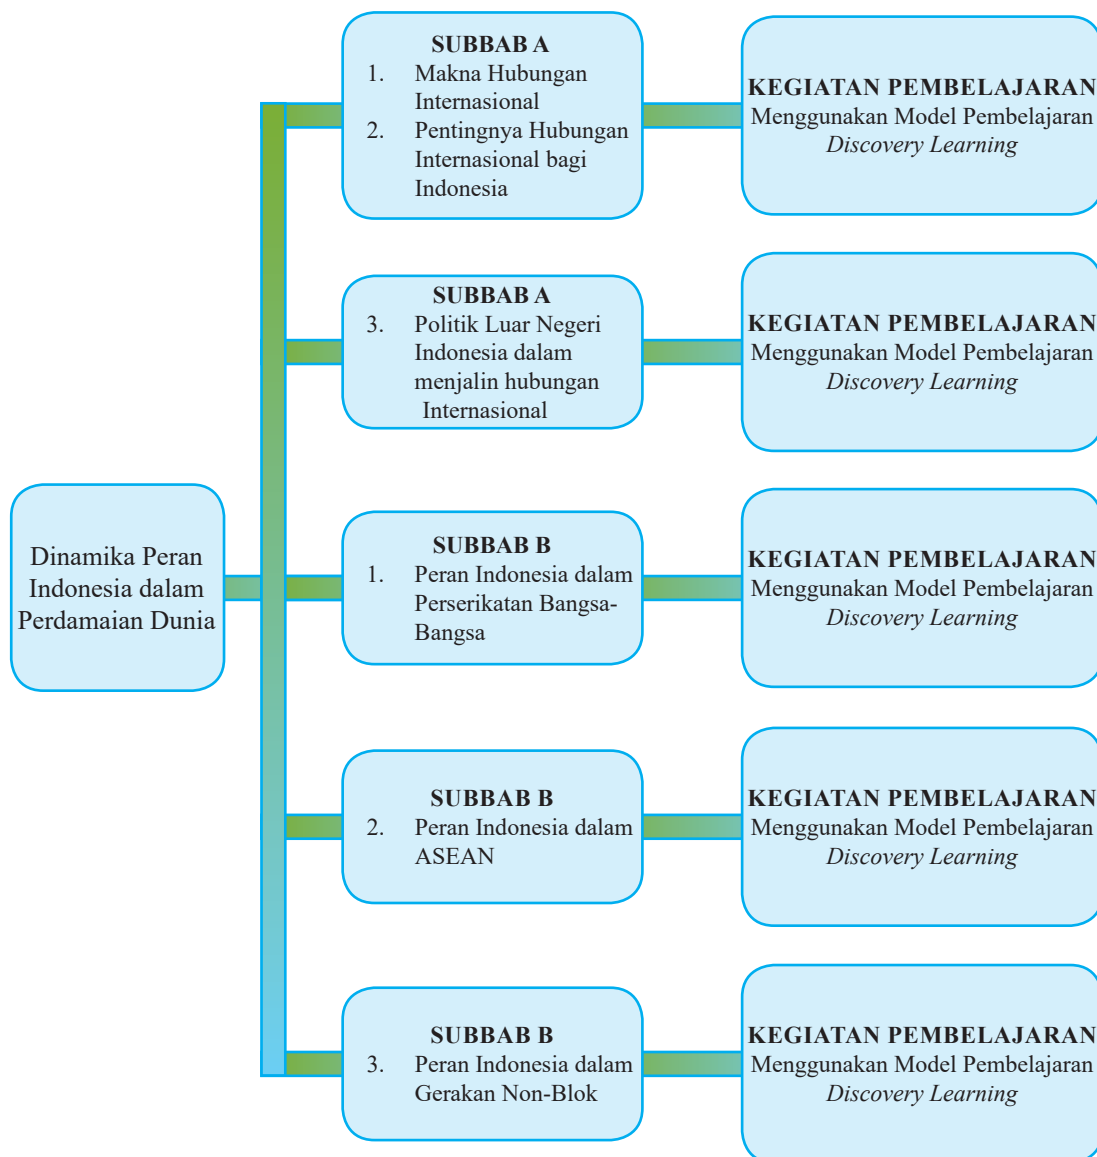 Dinamika Peran
Indonesia dalam
Perdamaian Dunia
SUBBAB A
1. Makna Hubungan
Internasional
2. Pentingnya Hubungan
Internasional bagi
Indonesia
KEGIATAN PEMBELAJARAN
Menggunakan Model Pembelajaran
Discovery Learning
SUBBAB A
3. Politik Luar Negeri
Indonesia dalam
menjalin hubungan
Internasional
KEGIATAN PEMBELAJARAN
Menggunakan Model Pembelajaran
Discovery Learning
SUBBAB B
1. Peran Indonesia dalam
Perserikatan Bangsa-
Bangsa
KEGIATAN PEMBELAJARAN
Menggunakan Model Pembelajaran
Discovery Learning
SUBBAB B
2. Peran Indonesia dalam
ASEAN
KEGIATAN PEMBELAJARAN
Menggunakan Model Pembelajaran
Discovery Learning
SUBBAB B
3. Peran Indonesia dalam
Gerakan Non-Blok
KEGIATAN PEMBELAJARAN
Menggunakan Model Pembelajaran
Discovery Learning